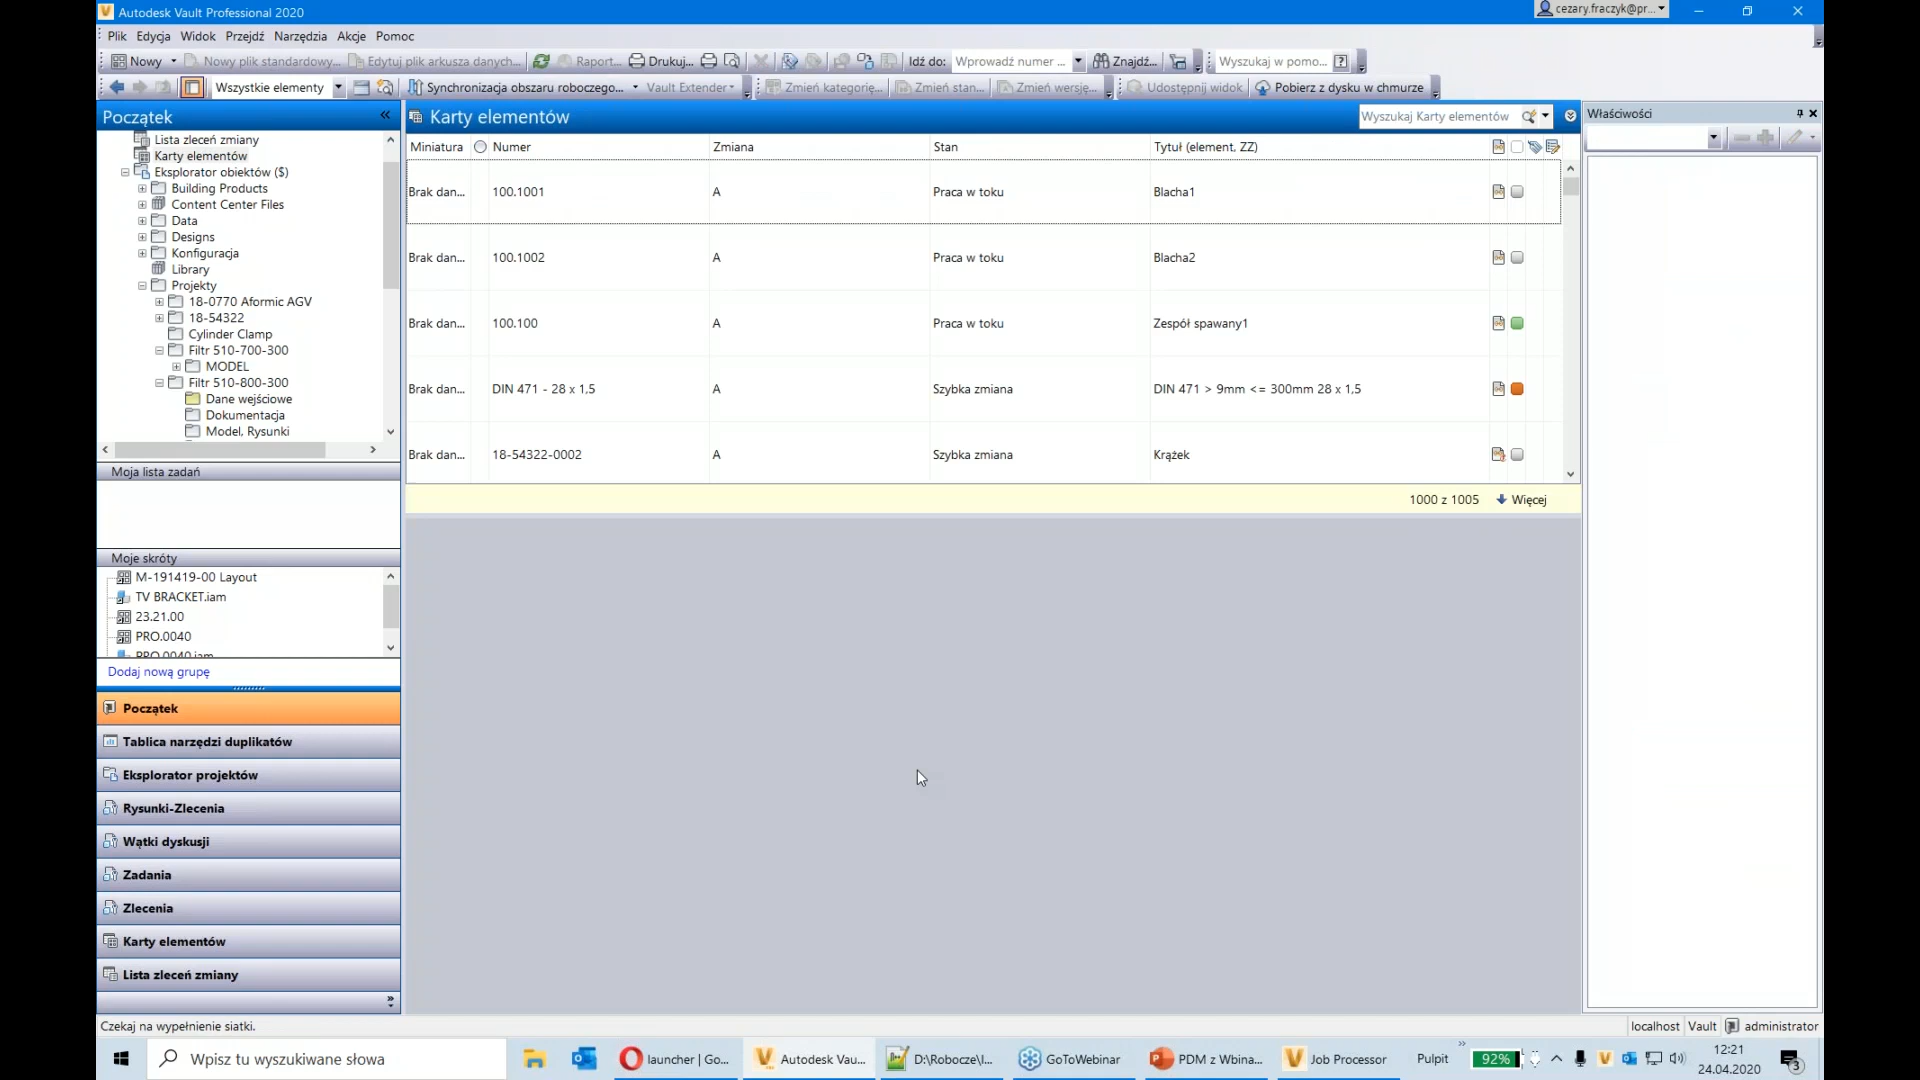 Autodesk Vault Professional 2020
cezary.fraczyk@pr...
Plik Edycja Widok Przejdź Narzędzia Akcje Pomoc
Nowy Nowy plik standardowy... Edytuj plik arkusza danych... Raport... Drukuj... Idź do: Wprowadź numer ... Znajdź... Wyszukaj w pomo...
Wszystkie elementy Synchronizacja obszaru roboczego... Vault Extender Zmień kategorię... Zmień stan... Zmień wersję... Udostępnij widok Pobierz z dysku w chmurze
Początek
Lista zleceń zmiany
Karty elementów
Eksplorator obiektów ($)
Building Products
Content Center Files
Data
Designs
Konfiguracja
Library
Projekty
18-0770 Aformic AGV
18-54322
Cylinder Clamp
Filtr 510-700-300
MODEL
Filtr 510-800-300
Dane wejściowe
Dokumentacja
Model, Rysunki
Moja lista zadań
Moje skróty
M-191419-00 Layout
TV BRACKET.iam
23.21.00
PRO.0040
PRO.0040.iam
Dodaj nową grupę
Początek
Tablica narzędzi duplikatów
Eksplorator projektów
Rysunki-Zlecenia
Wątki dyskusji
Zadania
Zlecenia
Karty elementów
Lista zleceń zmiany
Karty elementów
Wyszukaj Karty elementów
Miniatura Numer Zmiana Stan Tytuł (element, ZZ)
Brak dan... 100.1001 A Praca w toku Blacha1
Brak dan... 100.1002 A Praca w toku Blacha2
Brak dan... 100.100 A Praca w toku Zespół spawany1
Brak dan... DIN 471 - 28 x 1,5 A Szybka zmiana DIN 471 > 9mm <= 300mm 28 x 1,5
Brak dan... 18-54322-0002 A Szybka zmiana Krążek
1000 z 1005 Więcej
Właściwości
Czekaj na wypełnienie siatki.
localhost Vault administrator
Wpisz tu wyszukiwane słowa
launcher | Go...
Autodesk Vau...
D:\Robocze\I...
GoToWebinar
PDM z Wbina...
Job Processor
Pulpit
92%
12:21
24.04.2020
3